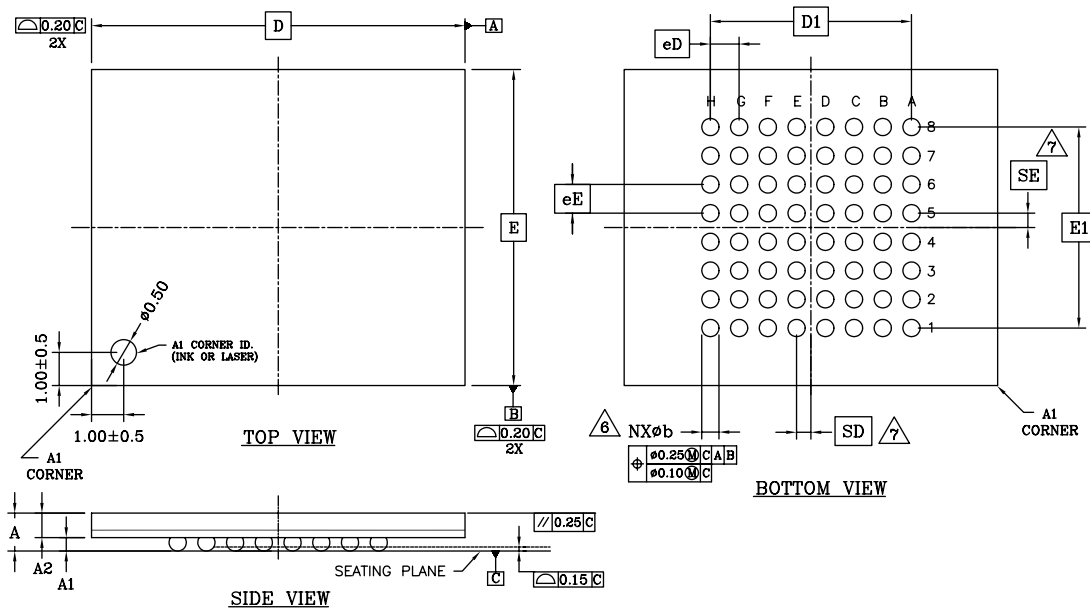 ⌓ 0.20 C
2X
D
A
E
ø0.50
A1 CORNER ID.
(INK OR LASER)
1.00±0.5
1.00±0.5
A1
CORNER
TOP VIEW
B
⌓ 0.20 C
2X
D1
eD
H G F E D C B A
8
7
6
5
4
3
2
1
eE
7
SE
E1
6 NXøb
⌖ ø0.25 Ⓜ C A B
ø0.10 Ⓜ C
SD 7
A1
CORNER
BOTTOM VIEW
A
A2
A1
// 0.25 C
SEATING PLANE
C
⌓ 0.15 C
SIDE VIEW